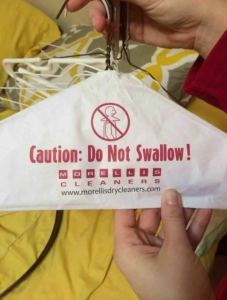 Caution: Do Not Swallow!
MORELLIS
CLEANERS
www.morellisdrycleaners.com